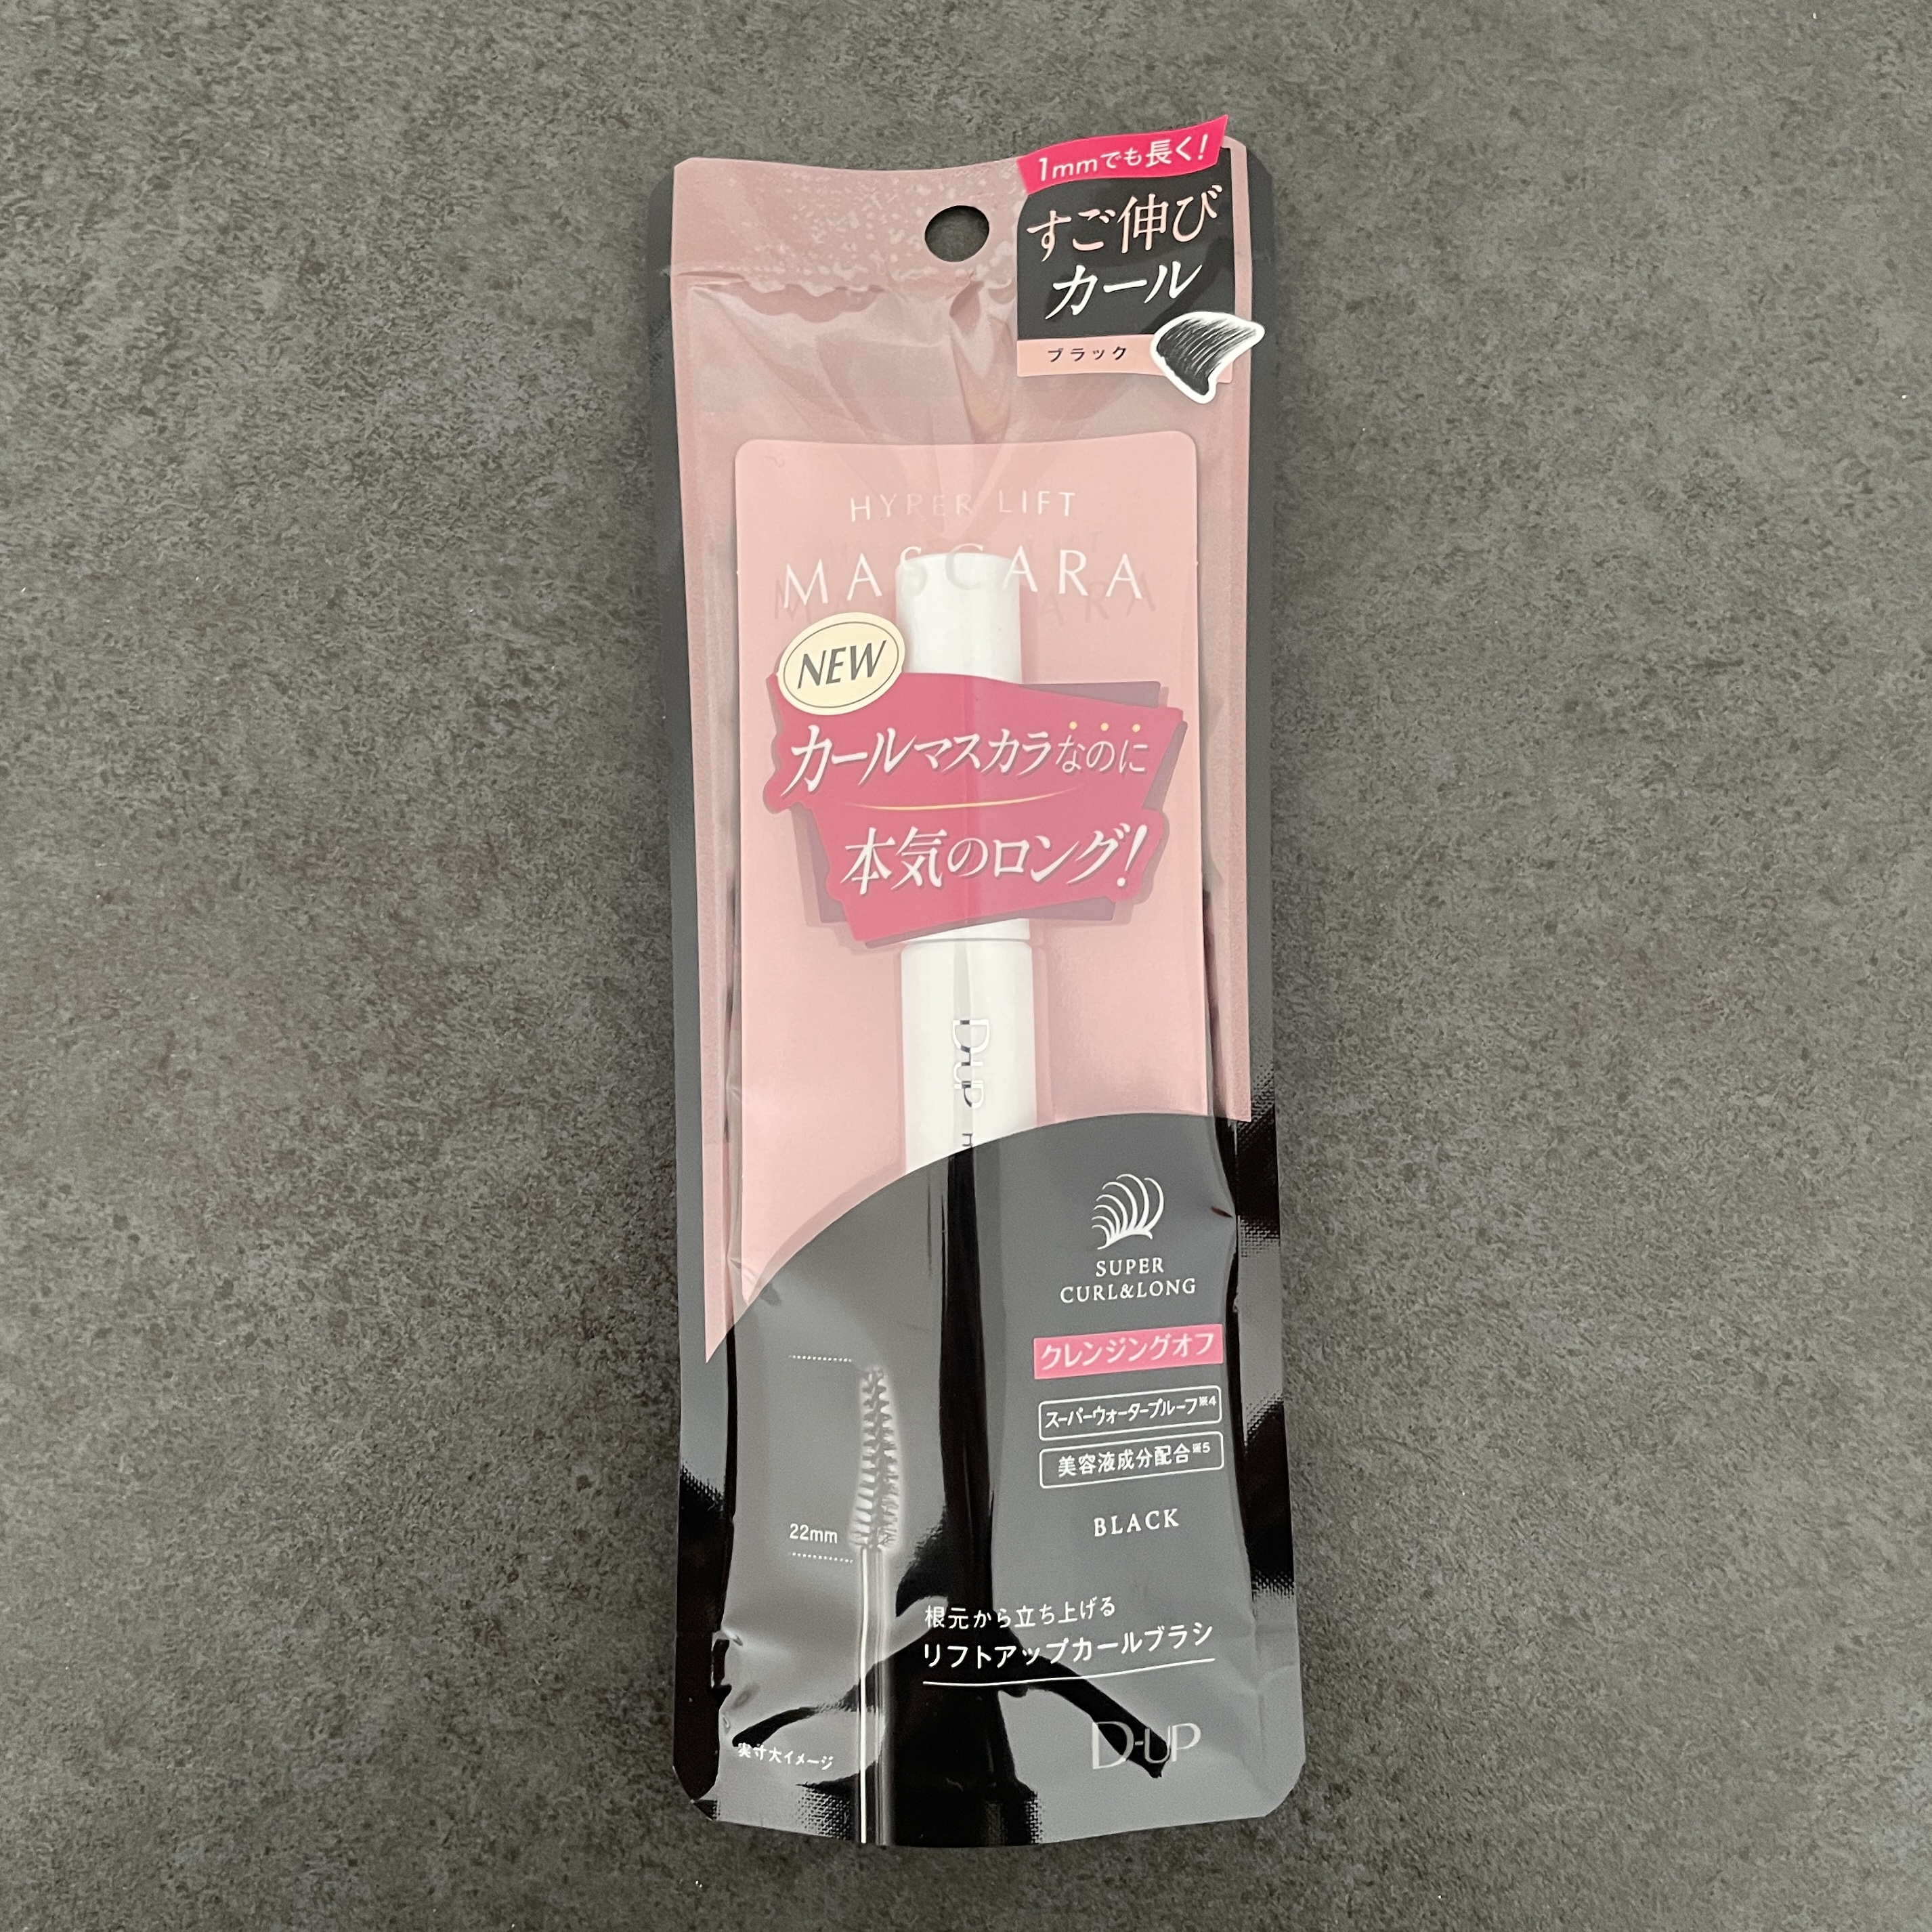 1mmでも長く!
すご伸び
カール
ブラック
HYPER LIFT
MASCARA
NEW
カールマスカラなのに
本気のロング!
D-UP
SUPER
CURL&LONG
クレンジングオフ
スーパーウォータープルーフ※4
美容液成分配合※5
BLACK
22mm
根元から立ち上げる
リフトアップカールブラシ
実寸大イメージ
D-UP